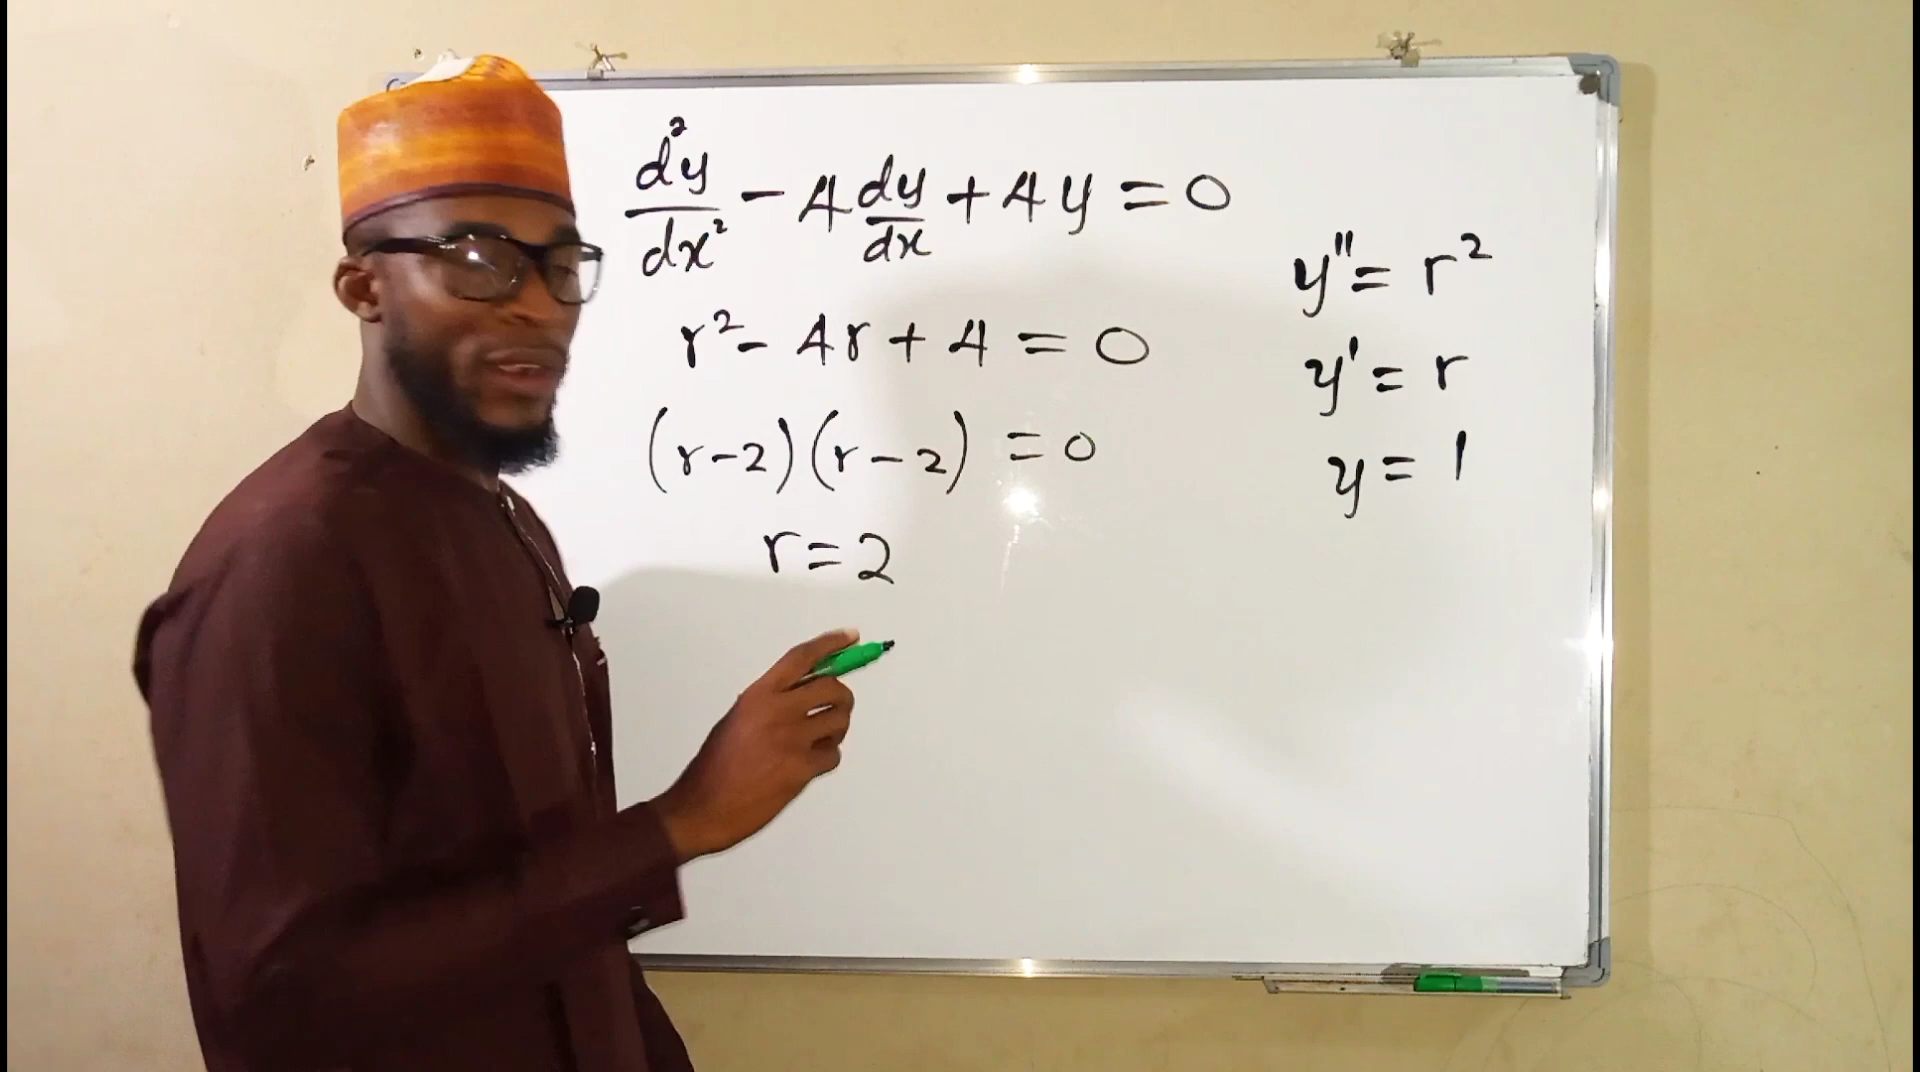 d²y/dx² - 4 dy/dx + 4y = 0
r² - 4r + 4 = 0
(r-2)(r-2) = 0
r = 2
y'' = r²
y' = r
y = 1